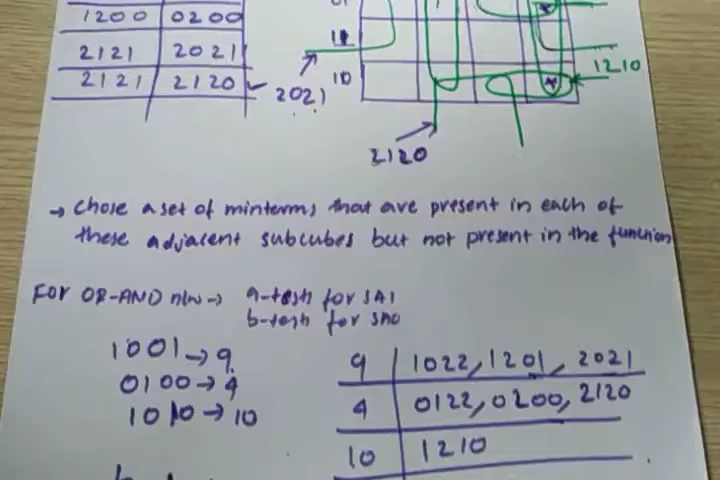 1200 | 0200
2121 | 2021
2121 | 2120 ✓
11
10
2021
1210
2120
→ chose a set of minterms that are present in each of
these adjacent subcubes but not present in the function
FOR OR-AND n/w → a-tests for SA1
b-tests for SA0
1001 → 9
0100 → 4
1010 → 10
9 | 1022, 1201, 2021
4 | 0122, 0200, 2120
10 | 1210